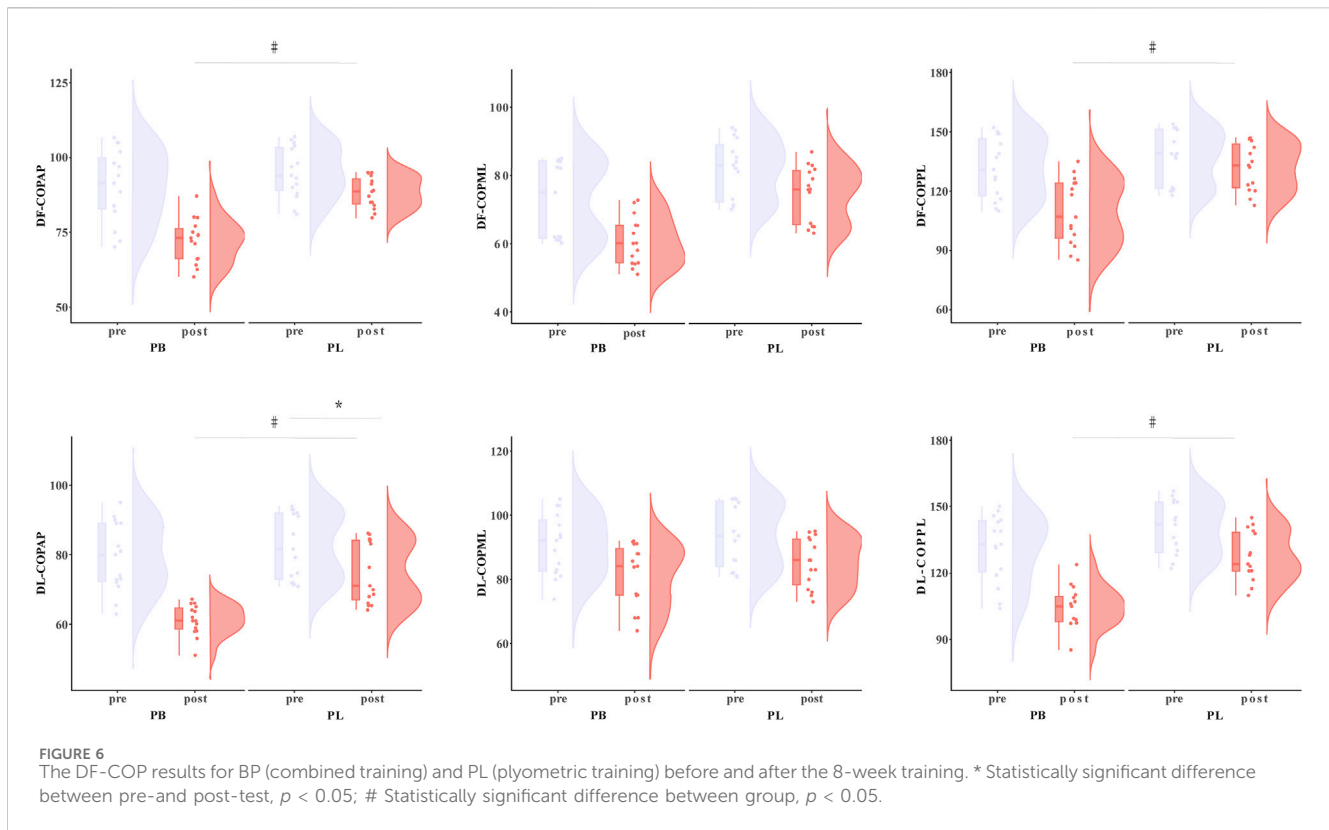 #
DF-COPAP
125
100
75
50
pre
post
pre
post
PB
PL
DF-COPML
100
80
60
40
pre
post
pre
post
PB
PL
#
DF-COPPL
180
150
120
90
60
pre
post
pre
post
PB
PL
*
#
DL-COPAP
100
80
60
pre
post
pre
post
PB
PL
DL-COPML
120
100
80
60
pre
post
pre
post
PB
PL
#
DL-COPPL
180
150
120
90
pre
post
pre
post
PB
PL
FIGURE 6
The DF-COP results for BP (combined training) and PL (plyometric training) before and after the 8-week training. * Statistically significant difference
between pre-and post-test, p < 0.05; # Statistically significant difference between group, p < 0.05.